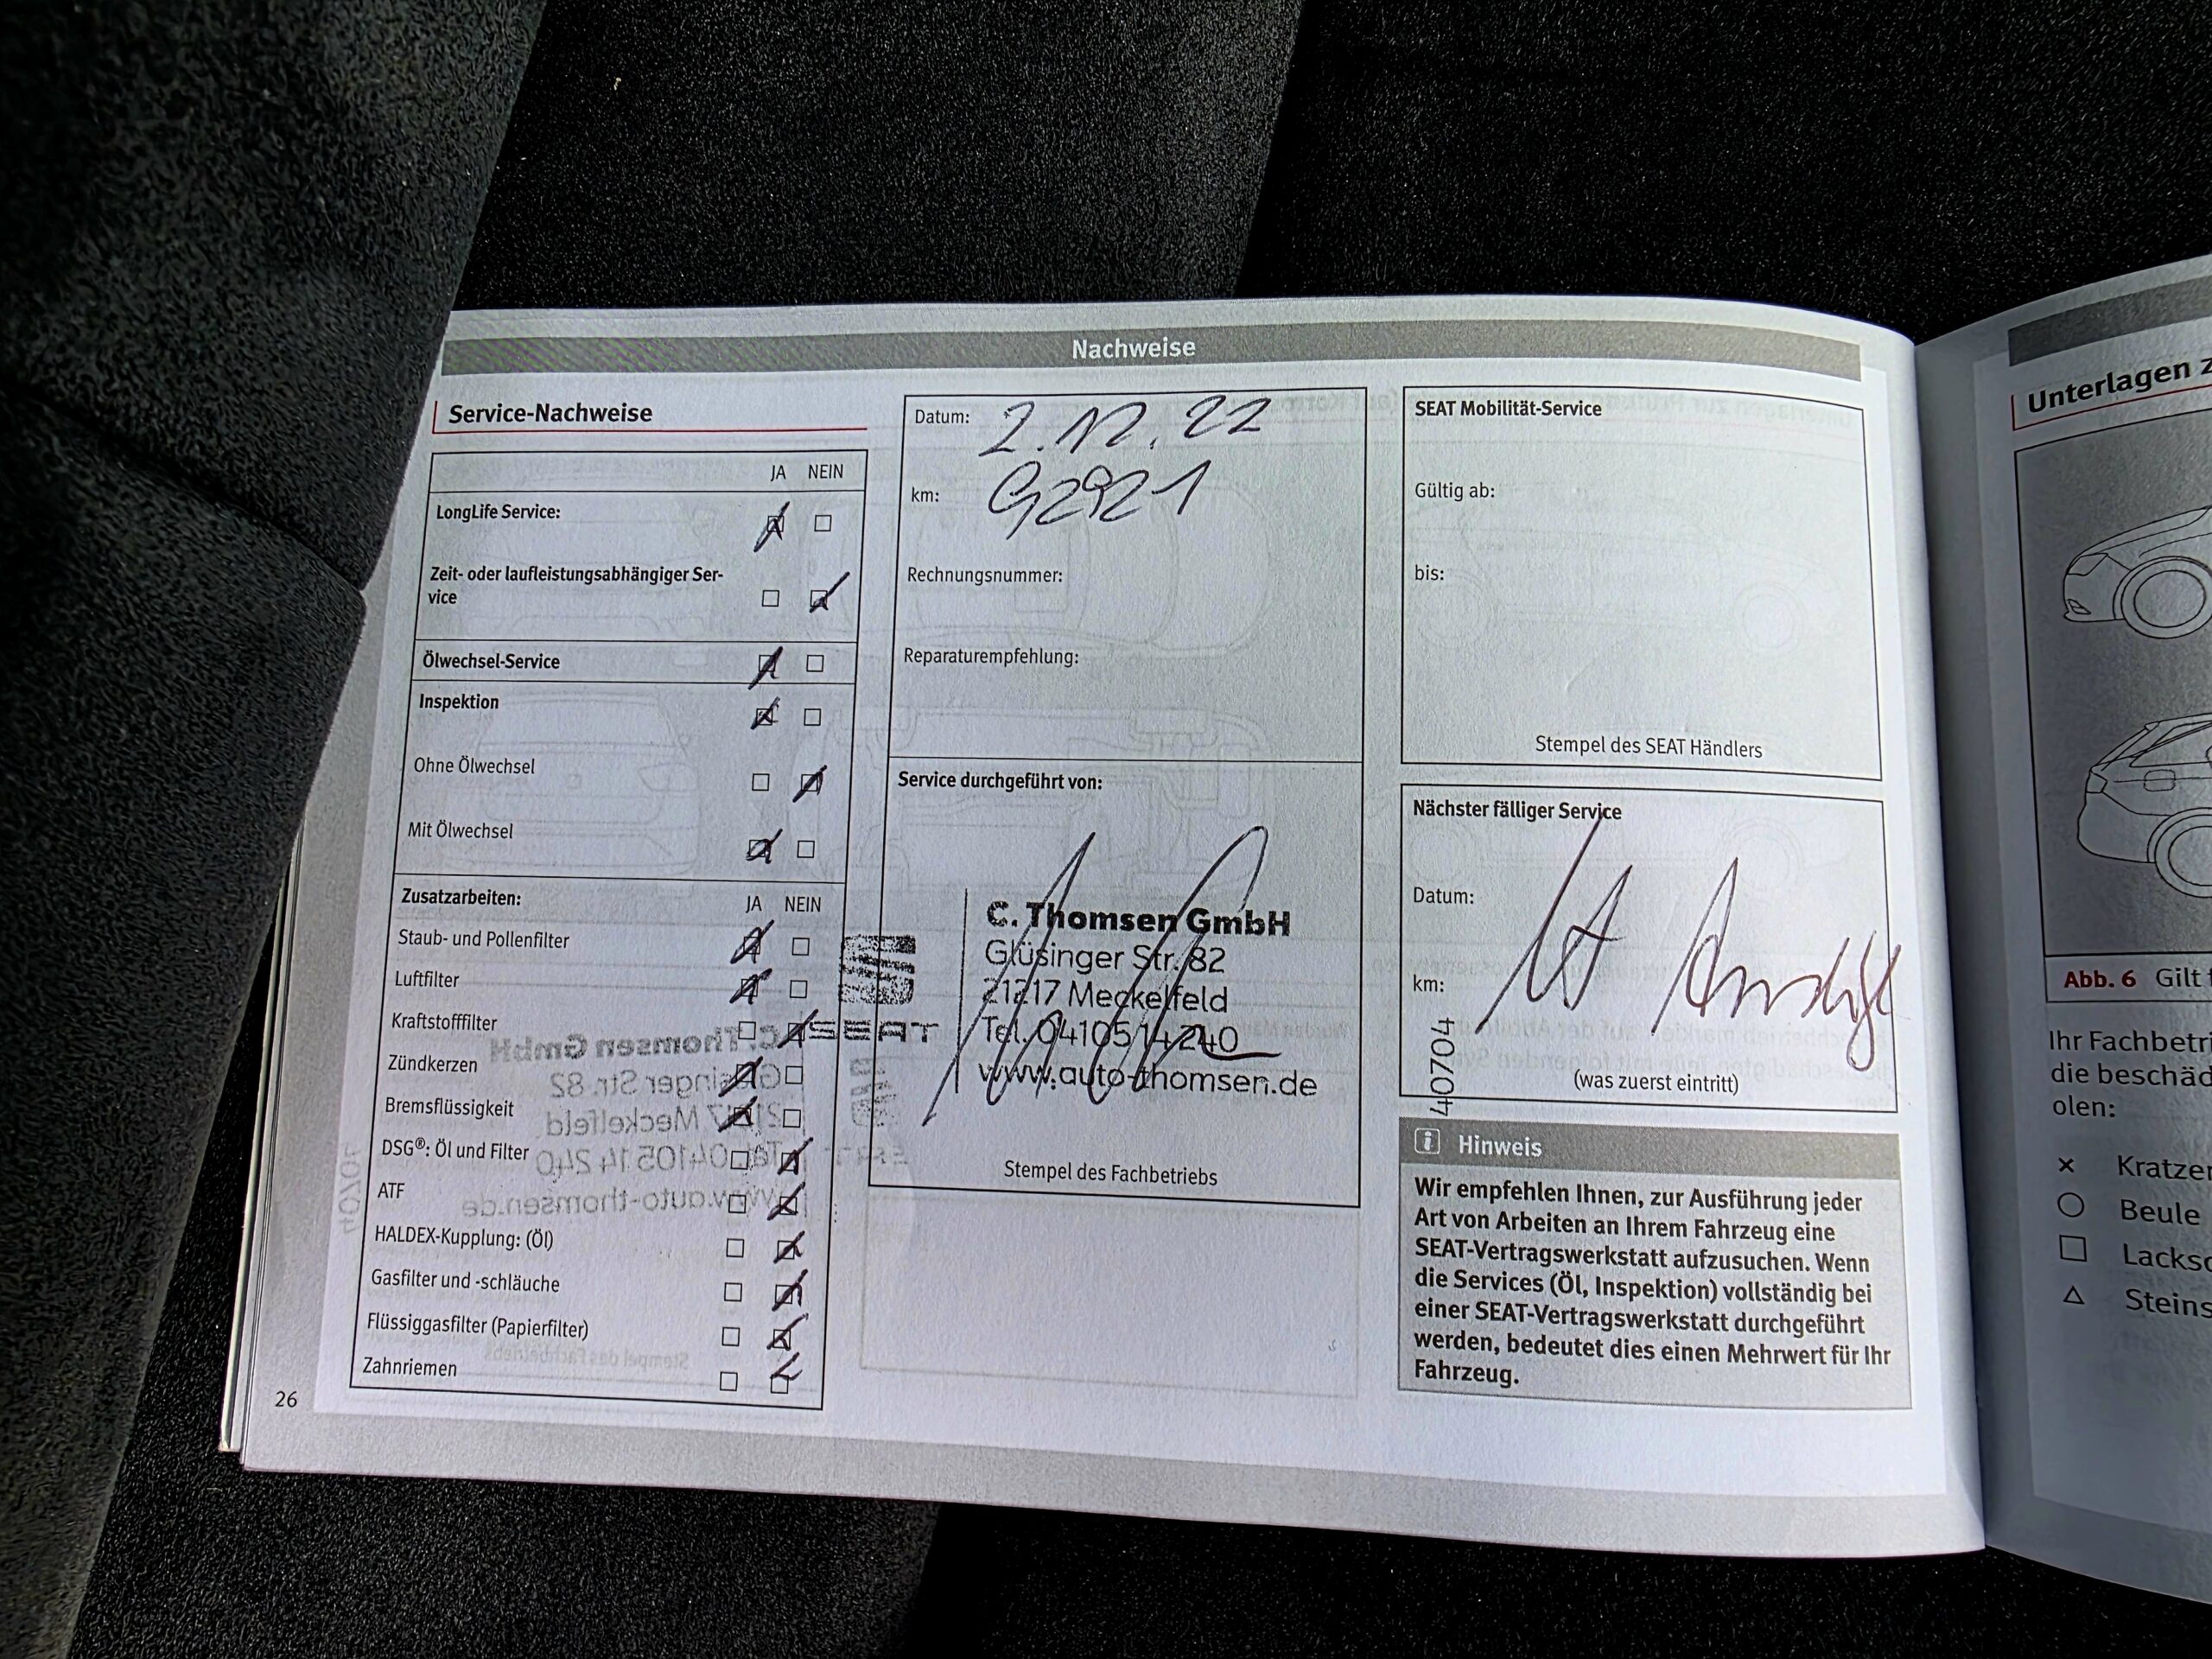 Nachweise
Service-Nachweise
JA NEIN
LongLife Service:
Zeit- oder laufleistungsabhängiger Ser-
vice
Ölwechsel-Service
Inspektion
Ohne Ölwechsel
Mit Ölwechsel
Zusatzarbeiten: JA NEIN
Staub- und Pollenfilter
Luftfilter
Kraftstofffilter
Zündkerzen
Bremsflüssigkeit
DSG®: Öl und Filter
ATF
HALDEX-Kupplung: (Öl)
Gasfilter und -schläuche
Flüssiggasfilter (Papierfilter)
Zahnriemen
26
Datum: 2.12.22
km: 92921
Rechnungsnummer:
Reparaturempfehlung:
Service durchgeführt von:
SEAT
C. Thomsen GmbH
Glüsinger Str. 82
21217 Meckelfeld
Tel. 04105 14 240
www.auto-thomsen.de
40704
Stempel des Fachbetriebs
SEAT Mobilität-Service
Gültig ab:
bis:
Stempel des SEAT Händlers
Nächster fälliger Service
Datum:
km:
(was zuerst eintritt)
Hinweis
Wir empfehlen Ihnen, zur Ausführung jeder
Art von Arbeiten an Ihrem Fahrzeug eine
SEAT-Vertragswerkstatt aufzusuchen. Wenn
die Services (Öl, Inspektion) vollständig bei
einer SEAT-Vertragswerkstatt durchgeführt
werden, bedeutet dies einen Mehrwert für Ihr
Fahrzeug.
Unterlagen
Abb. 6 Gilt
Ihr Fachbetri
die beschäd
olen:
Kratzer
Beule
Lacksc
Steins